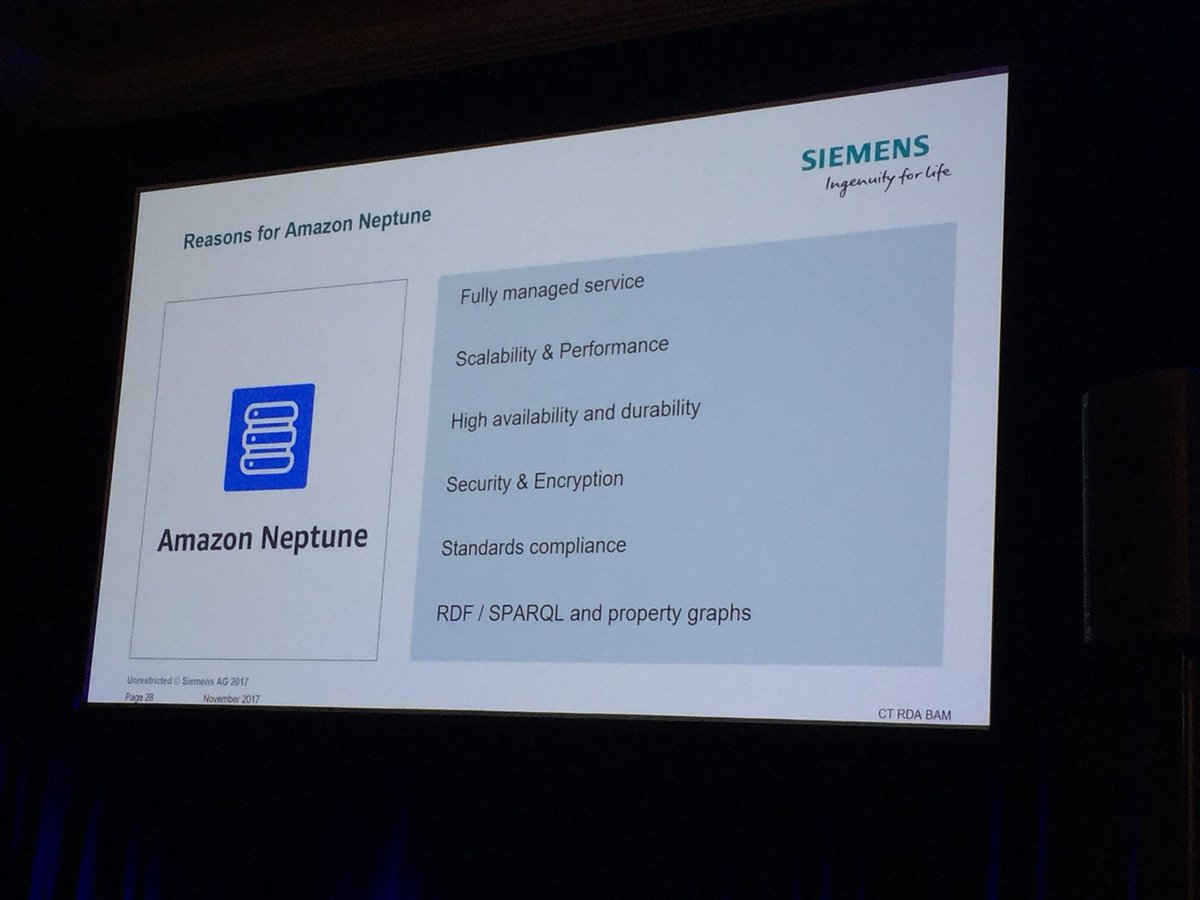 SIEMENS
Ingenuity for life
Reasons for Amazon Neptune
Amazon Neptune
Fully managed service
Scalability & Performance
High availability and durability
Security & Encryption
Standards compliance
RDF / SPARQL and property graphs
Unrestricted © Siemens AG 2017
Page 28 November 2017
CT RDA BAM